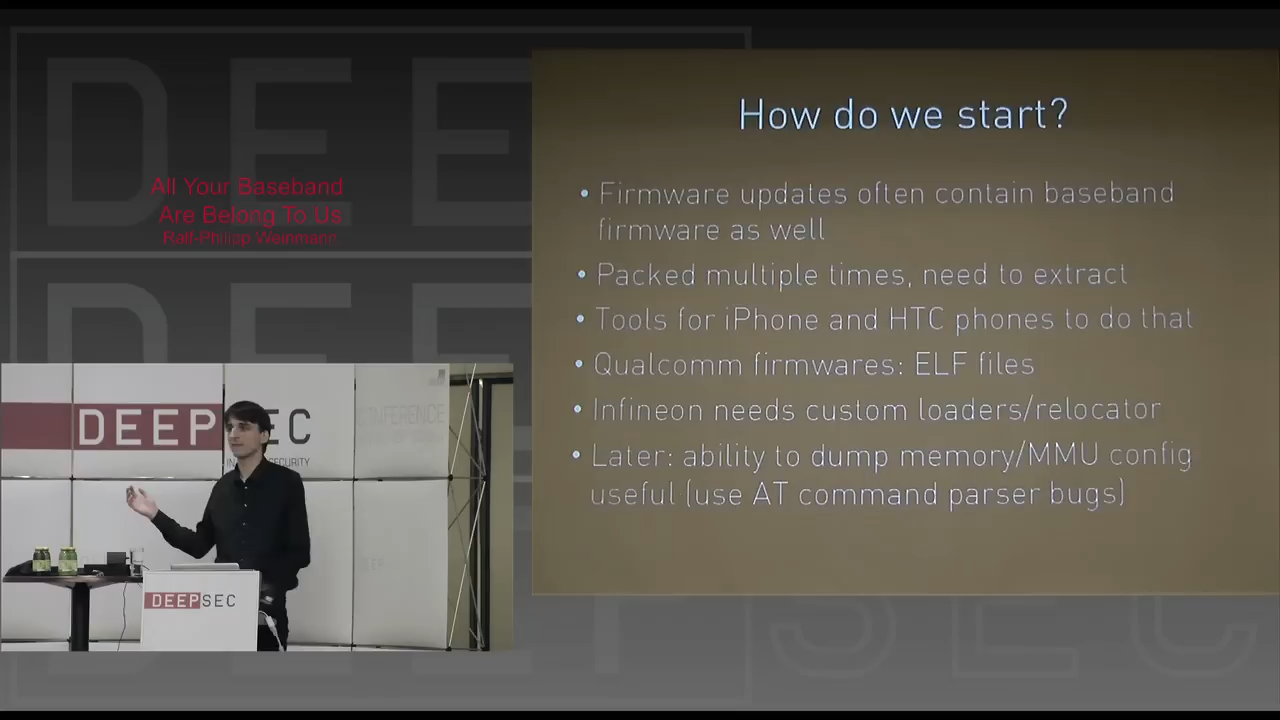 All Your Baseband
Are Belong To Us
Ralf-Philipp Weinmann
How do we start?
• Firmware updates often contain baseband
firmware as well
• Packed multiple times, need to extract
• Tools for iPhone and HTC phones to do that
• Qualcomm firmwares: ELF files
• Infineon needs custom loaders/relocator
• Later: ability to dump memory/MMU config
useful (use AT command parser bugs)
DEEPSEC
CONFERENCE
SECURITY
DEEPSEC